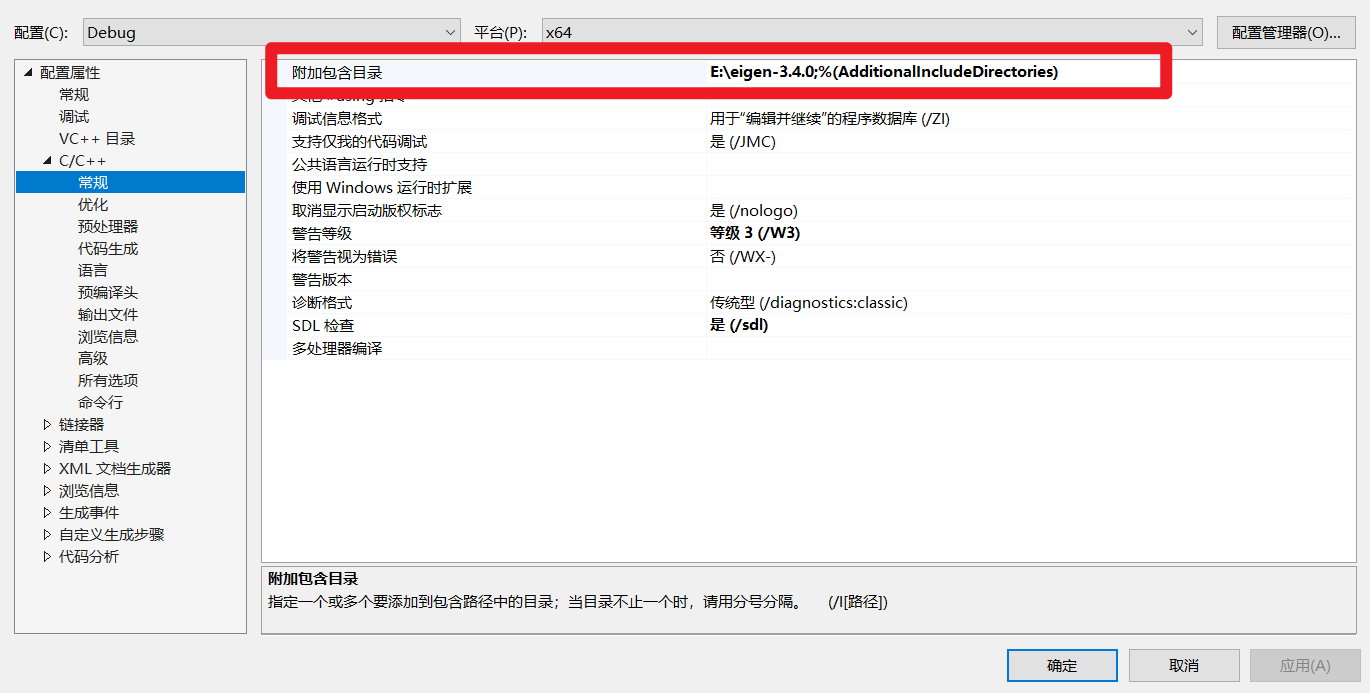 配置(C): Debug 平台(P): x64 配置管理器(O)...
配置属性
常规
调试
VC++ 目录
C/C++
常规
优化
预处理器
代码生成
语言
预编译头
输出文件
浏览信息
高级
所有选项
命令行
链接器
清单工具
XML 文档生成器
浏览信息
生成事件
自定义生成步骤
代码分析
附加包含目录 E:\eigen-3.4.0;%(AdditionalIncludeDirectories)
调试信息格式 用于“编辑并继续”的程序数据库 (/ZI)
支持仅我的代码调试 是 (/JMC)
公共语言运行时支持
使用 Windows 运行时扩展
取消显示启动版权标志 是 (/nologo)
警告等级 等级 3 (/W3)
将警告视为错误 否 (/WX-)
警告版本
诊断格式 传统型 (/diagnostics:classic)
SDL 检查 是 (/sdl)
多处理器编译
附加包含目录
指定一个或多个要添加到包含路径中的目录；当目录不止一个时，请用分号分隔。 (/I[路径])
确定 取消 应用(A)